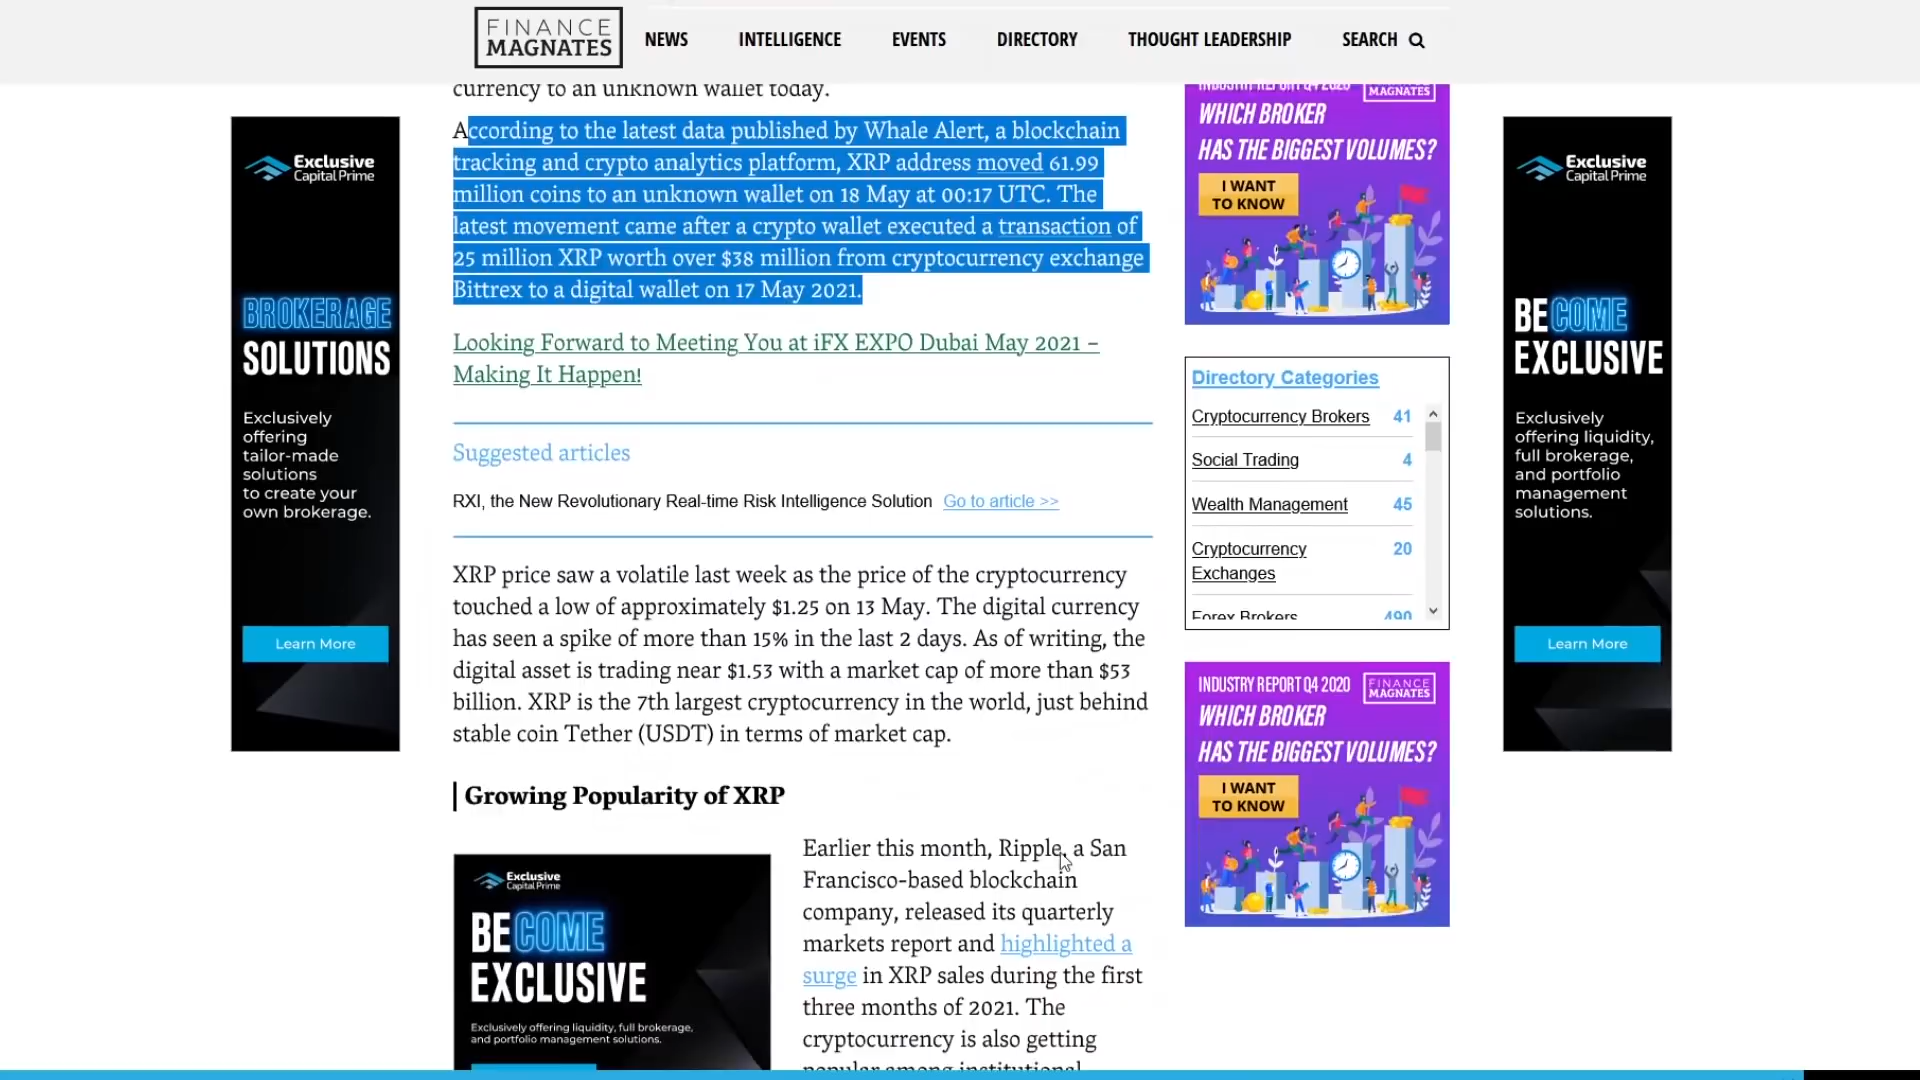 FINANCE
MAGNATES
NEWS
INTELLIGENCE
EVENTS
DIRECTORY
THOUGHT LEADERSHIP
SEARCH
currency to an unknown wallet today.
According to the latest data published by Whale Alert, a blockchain
tracking and crypto analytics platform, XRP address moved 61.99
million coins to an unknown wallet on 18 May at 00:17 UTC. The
latest movement came after a crypto wallet executed a transaction of
25 million XRP worth over $38 million from cryptocurrency exchange
Bittrex to a digital wallet on 17 May 2021.
Looking Forward to Meeting You at iFX EXPO Dubai May 2021 –
Making It Happen!
Suggested articles
RXI, the New Revolutionary Real-time Risk Intelligence Solution Go to article >>
XRP price saw a volatile last week as the price of the cryptocurrency
touched a low of approximately $1.25 on 13 May. The digital currency
has seen a spike of more than 15% in the last 2 days. As of writing, the
digital asset is trading near $1.53 with a market cap of more than $53
billion. XRP is the 7th largest cryptocurrency in the world, just behind
stable coin Tether (USDT) in terms of market cap.
Growing Popularity of XRP
Earlier this month, Ripple, a San
Francisco-based blockchain
company, released its quarterly
markets report and highlighted a
surge in XRP sales during the first
three months of 2021. The
cryptocurrency is also getting
popular among institutional
Exclusive
Capital Prime
BECOME
EXCLUSIVE
Exclusively offering liquidity, full brokerage,
and portfolio management solutions.
Exclusive
Capital Prime
BROKERAGE
SOLUTIONS
Exclusively
offering
tailor-made
solutions
to create your
own brokerage.
Learn More
INDUSTRY REPORT Q4 2020
MAGNATES
WHICH BROKER
HAS THE BIGGEST VOLUMES?
I WANT
TO KNOW
Directory Categories
Cryptocurrency Brokers 41
Social Trading 4
Wealth Management 45
Cryptocurrency
Exchanges 20
Forex Brokers 490
INDUSTRY REPORT Q4 2020
FINANCE
MAGNATES
WHICH BROKER
HAS THE BIGGEST VOLUMES?
I WANT
TO KNOW
Exclusive
Capital Prime
BECOME
EXCLUSIVE
Exclusively
offering liquidity,
full brokerage,
and portfolio
management
solutions.
Learn More